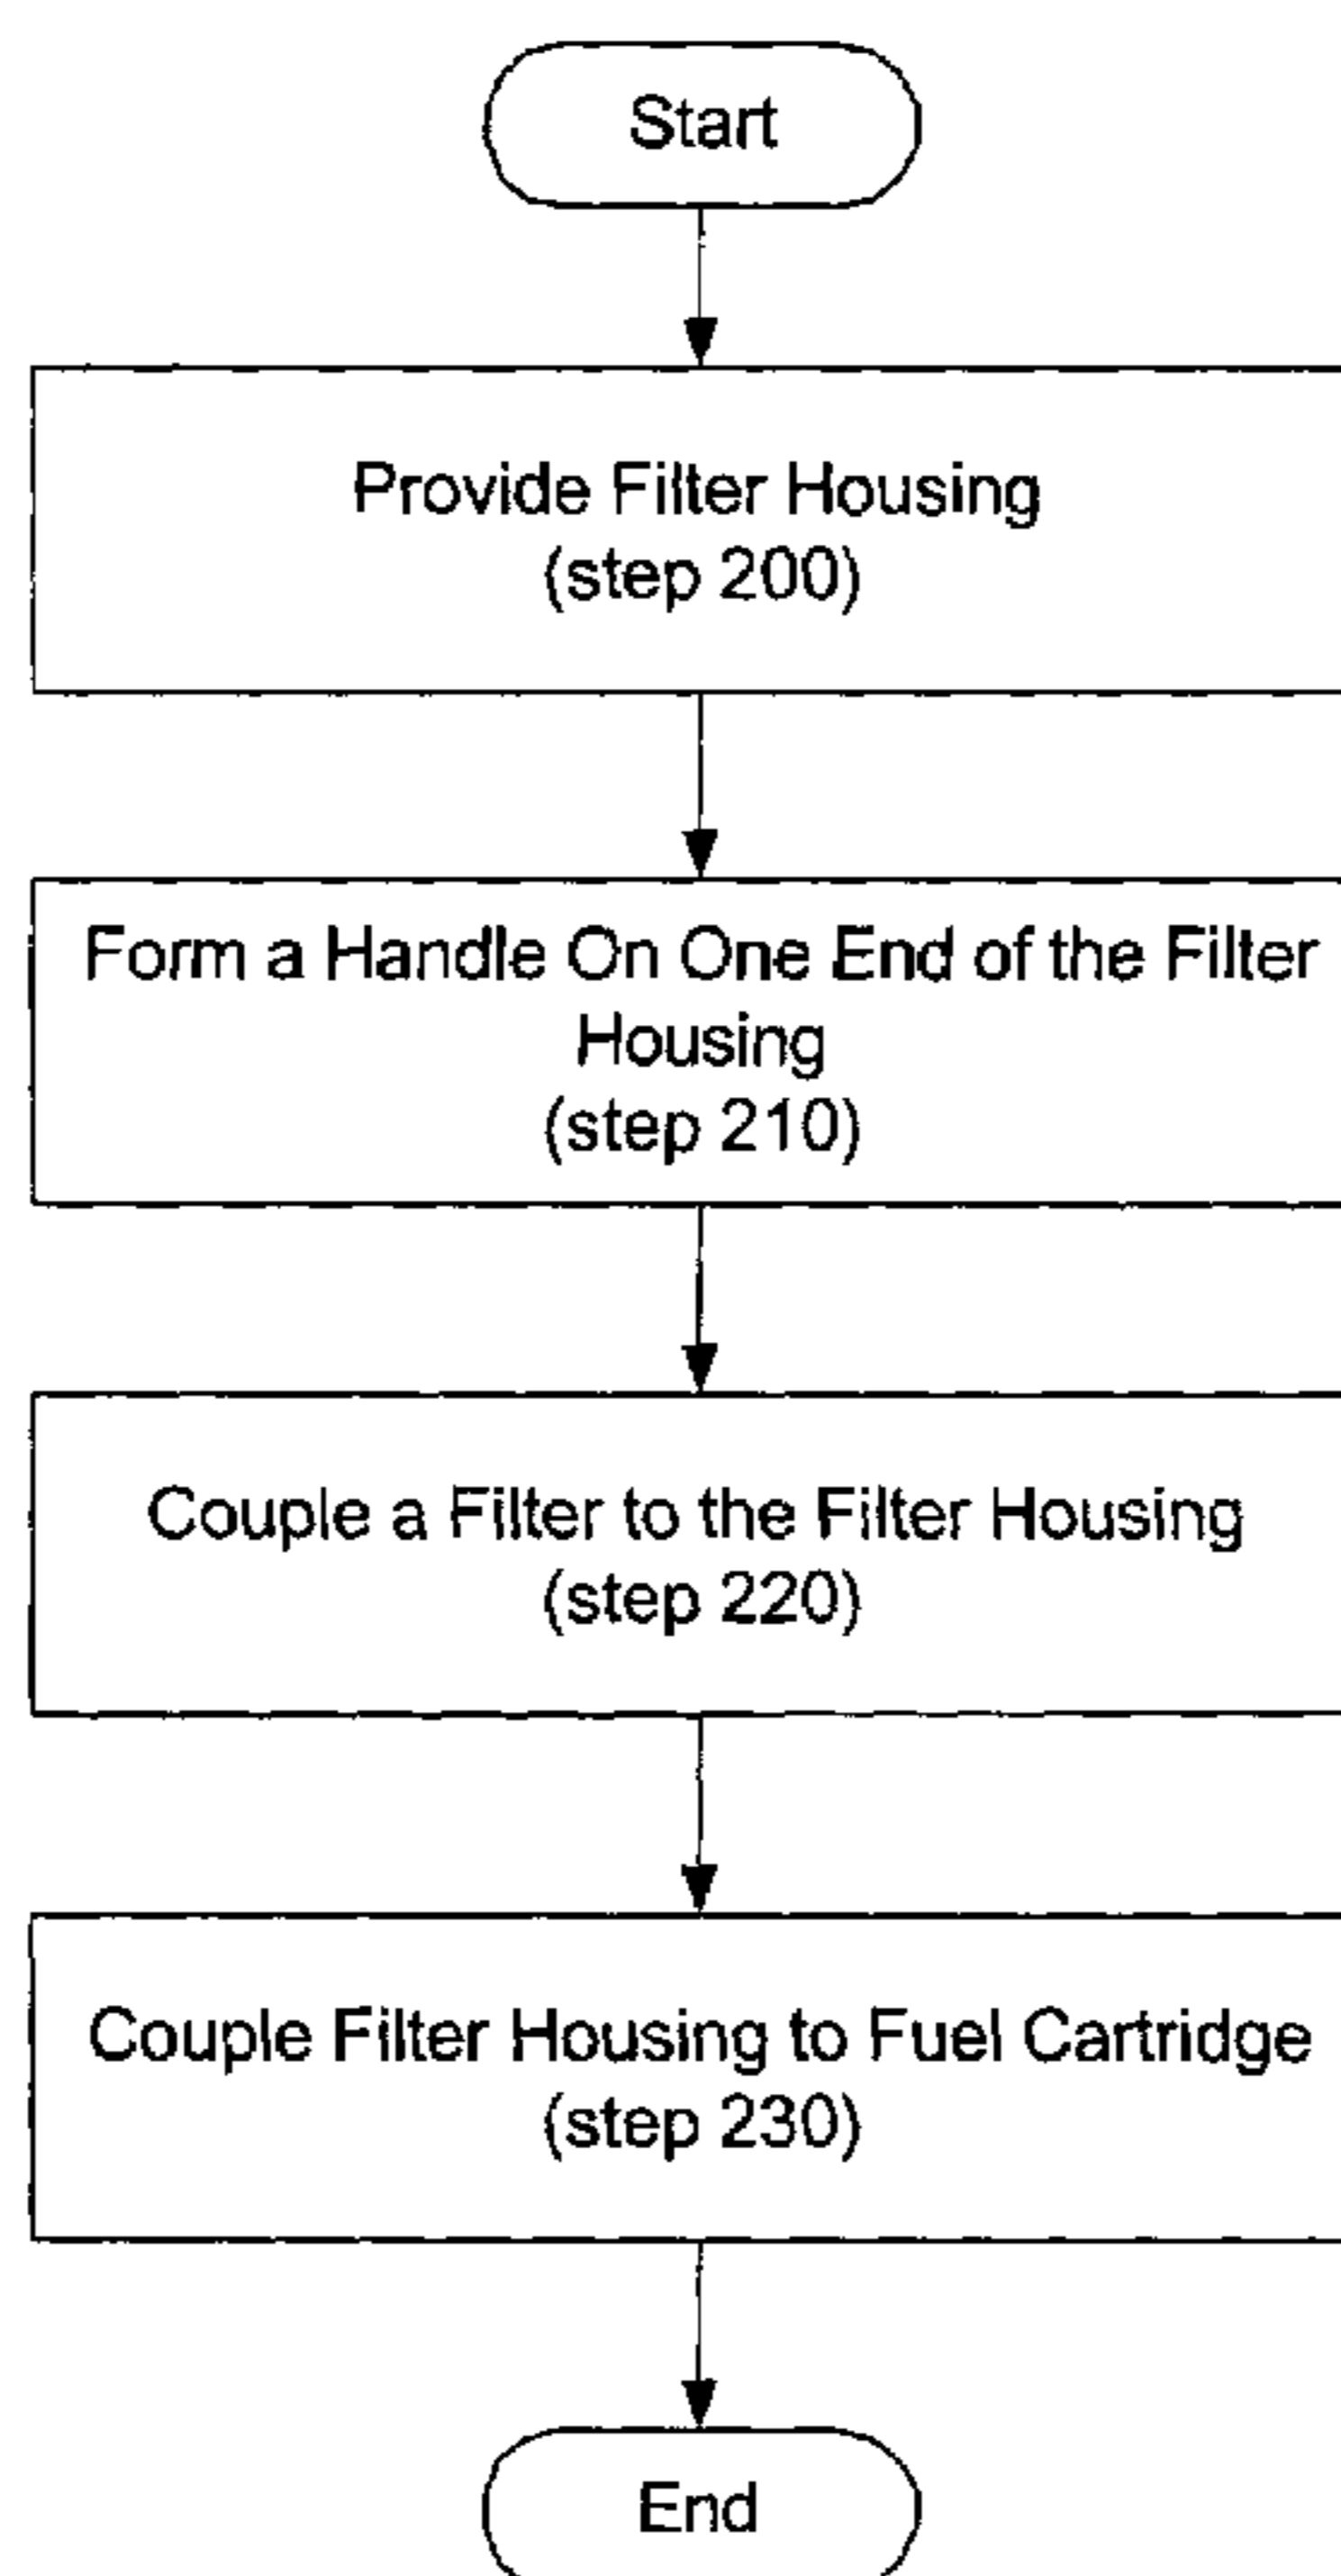 Start
Provide Filter Housing
(step 200)
Form a Handle On One End of the Filter
Housing
(step 210)
Couple a Filter to the Filter Housing
(step 220)
Couple Filter Housing to Fuel Cartridge
(step 230)
End